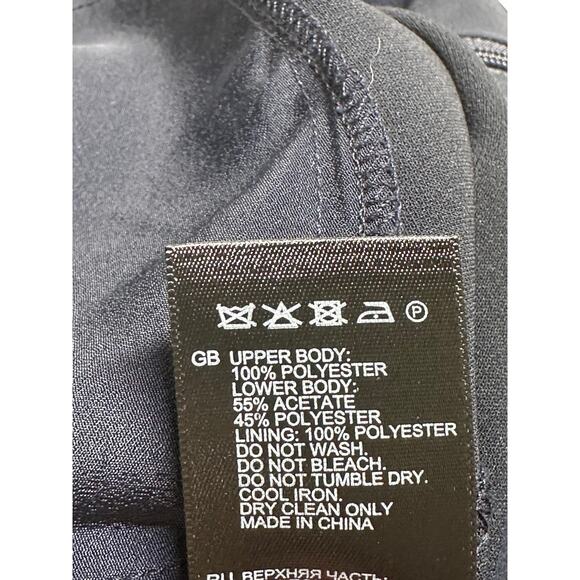 P
GB UPPER BODY:
100% POLYESTER
LOWER BODY:
55% ACETATE
45% POLYESTER
LINING: 100% POLYESTER
DO NOT WASH.
DO NOT BLEACH.
DO NOT TUMBLE DRY.
COOL IRON.
DRY CLEAN ONLY
MADE IN CHINA
RU ВЕРХНЯЯ ЧАСТЬ: